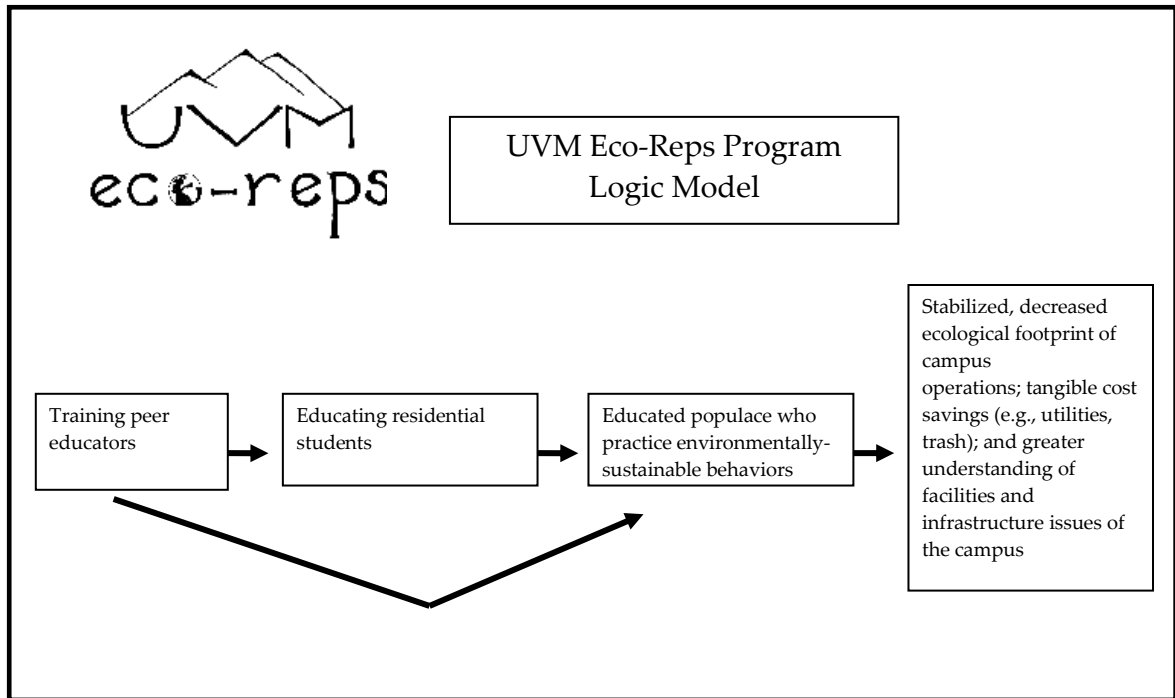 UVM
eco-reps
UVM Eco-Reps Program
Logic Model
Training peer
educators
Educating residential
students
Educated populace who
practice environmentally-
sustainable behaviors
Stabilized, decreased
ecological footprint of
campus
operations; tangible cost
savings (e.g., utilities,
trash); and greater
understanding of
facilities and
infrastructure issues of
the campus